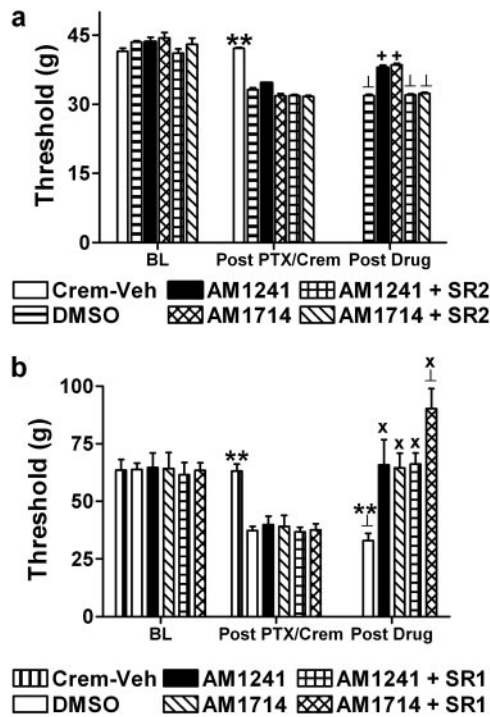 a
Threshold (g)
45
30
15
0
**
⊥ + + ⊥ ⊥
BL Post PTX/Crem Post Drug
Crem-Veh AM1241 AM1241 + SR2
DMSO AM1714 AM1714 + SR2
b
Threshold (g)
100
75
50
25
0
**
**
⊥
x
x
x
x
⊥
BL Post PTX/Crem Post Drug
Crem-Veh AM1241 AM1241 + SR1
DMSO AM1714 AM1714 + SR1